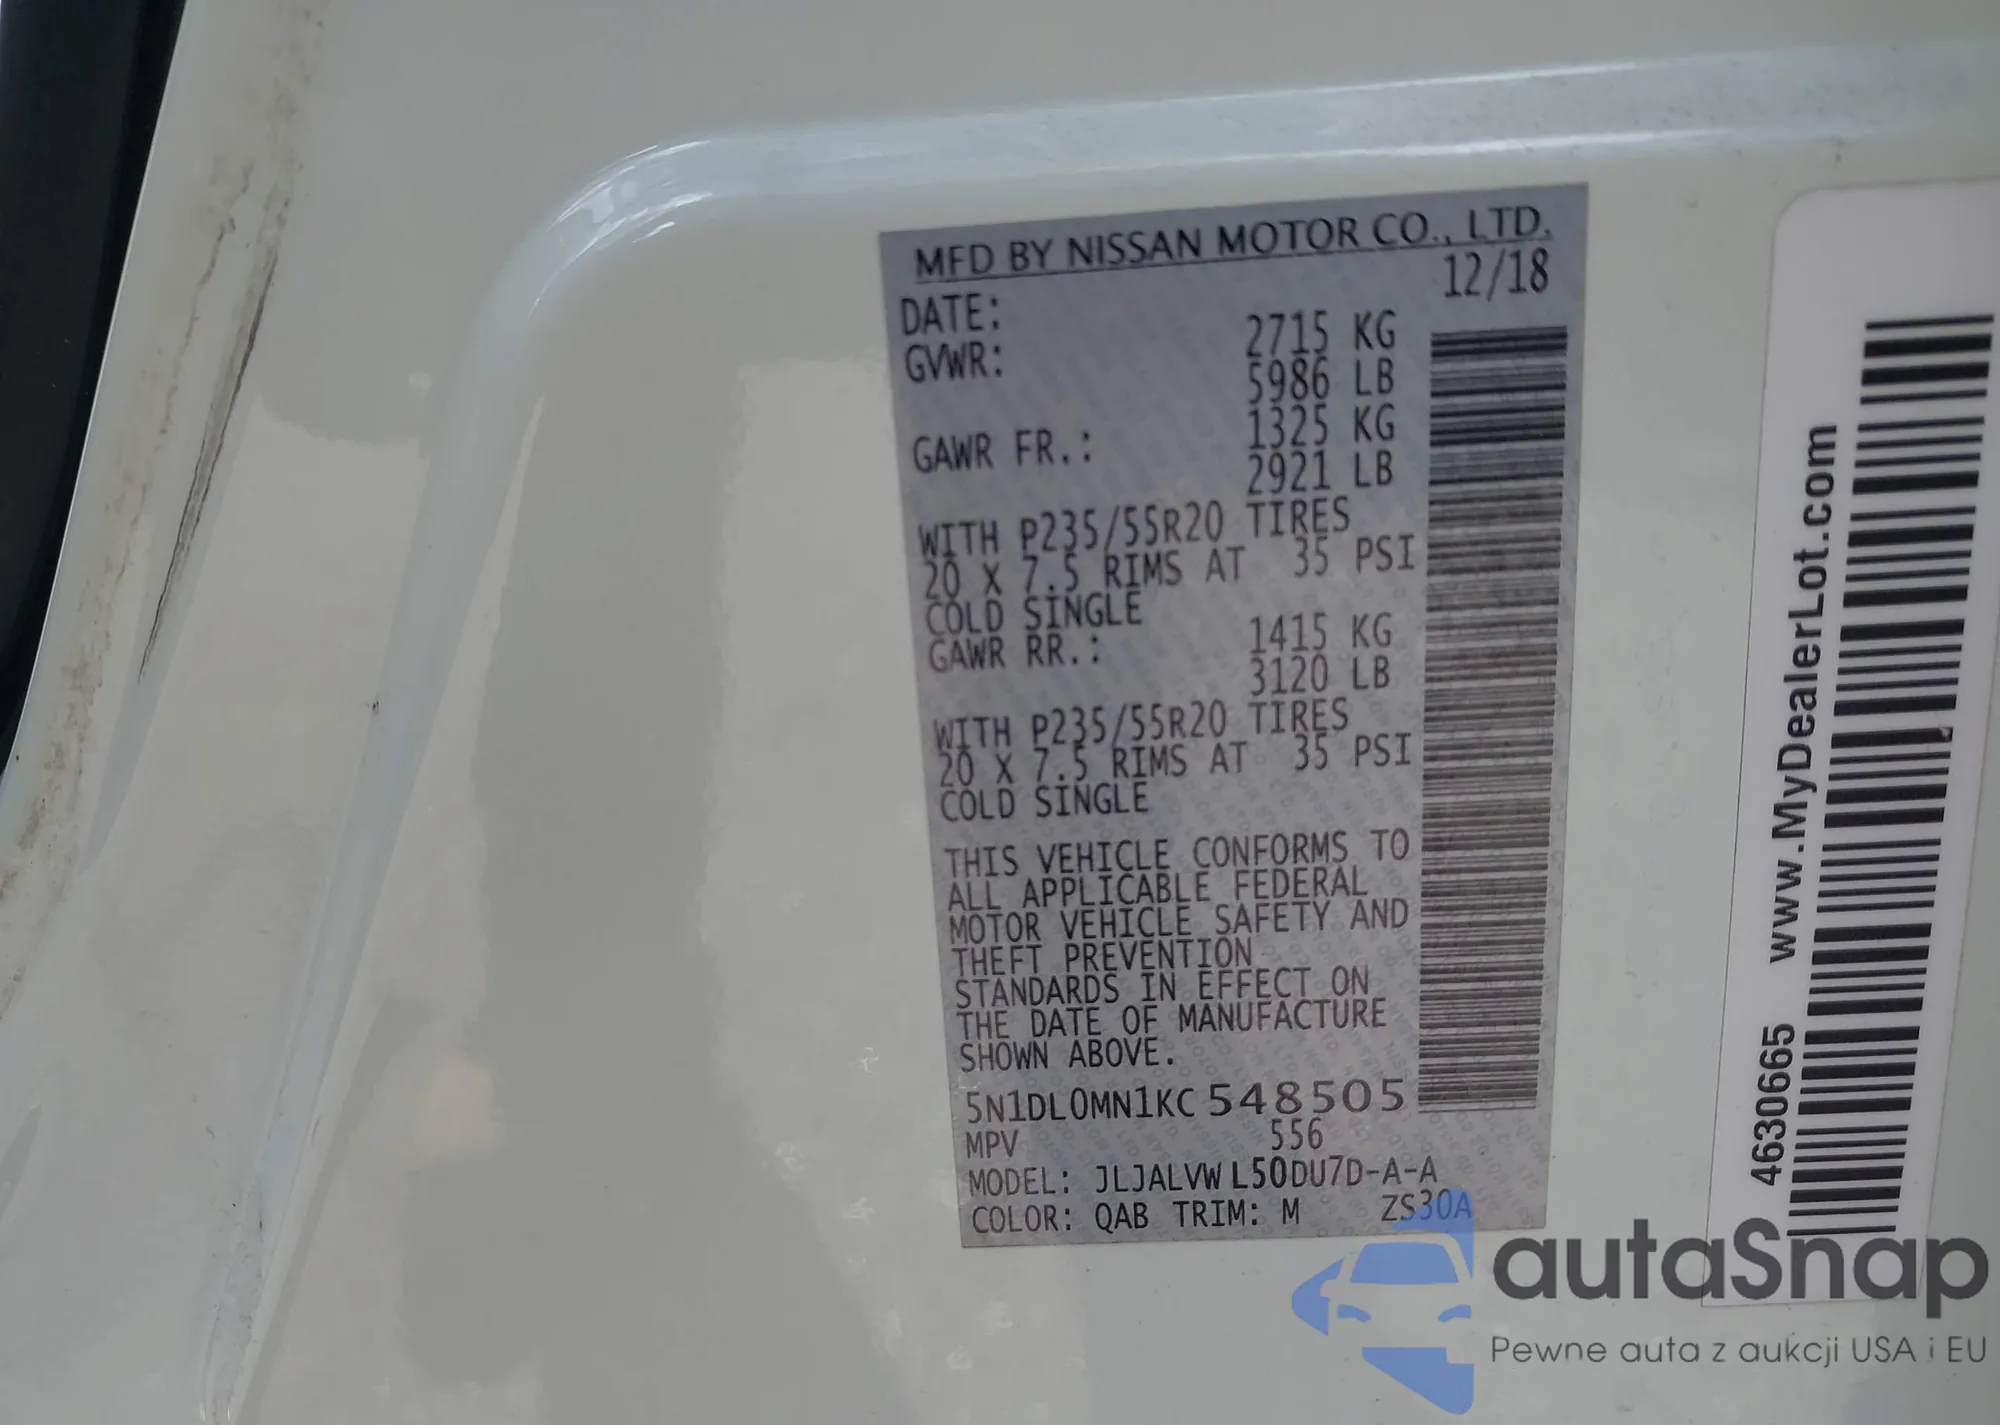 MFD BY NISSAN MOTOR CO., LTD.
DATE: 12/18
GVWR: 2715 KG
5986 LB
GAWR FR.: 1325 KG
2921 LB
WITH P235/55R20 TIRES
20 X 7.5 RIMS AT 35 PSI
COLD SINGLE
GAWR RR.: 1415 KG
3120 LB
WITH P235/55R20 TIRES
20 X 7.5 RIMS AT 35 PSI
COLD SINGLE
THIS VEHICLE CONFORMS TO
ALL APPLICABLE FEDERAL
MOTOR VEHICLE SAFETY AND
THEFT PREVENTION
STANDARDS IN EFFECT ON
THE DATE OF MANUFACTURE
SHOWN ABOVE.
5N1DL0MN1KC548505
MPV 556
MODEL: JLJALVW L50DU7D-A-A
COLOR: QAB TRIM: M ZS30A
4630665 www.MyDealerLot.com
autaSnap
Pewne auta z aukcji USA i EU